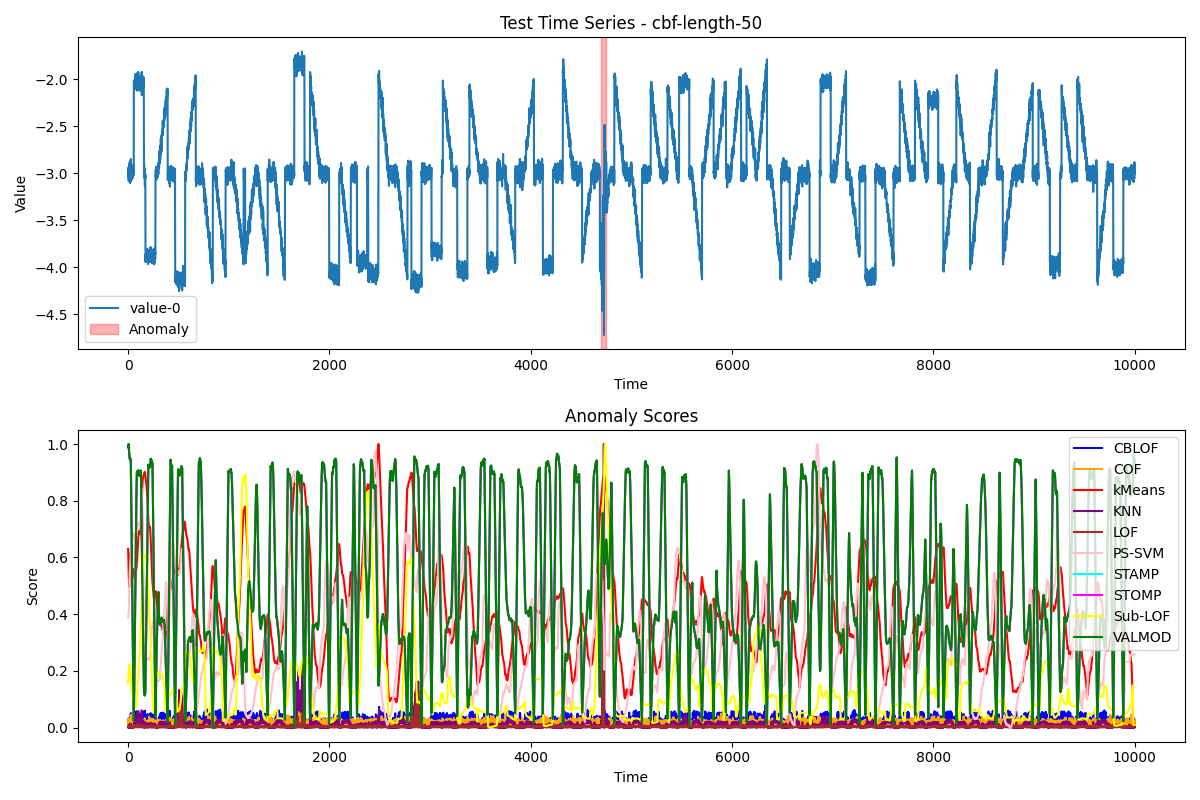 Test Time Series - cbf-length-50
Value
−2.0
−2.5
−3.0
−3.5
−4.0
−4.5
value-0
Anomaly
0 2000 4000 6000 8000 10000
Time
Anomaly Scores
Score
1.0
0.8
0.6
0.4
0.2
0.0
CBLOF
COF
kMeans
KNN
LOF
PS-SVM
STAMP
STOMP
Sub-LOF
VALMOD
0 2000 4000 6000 8000 10000
Time